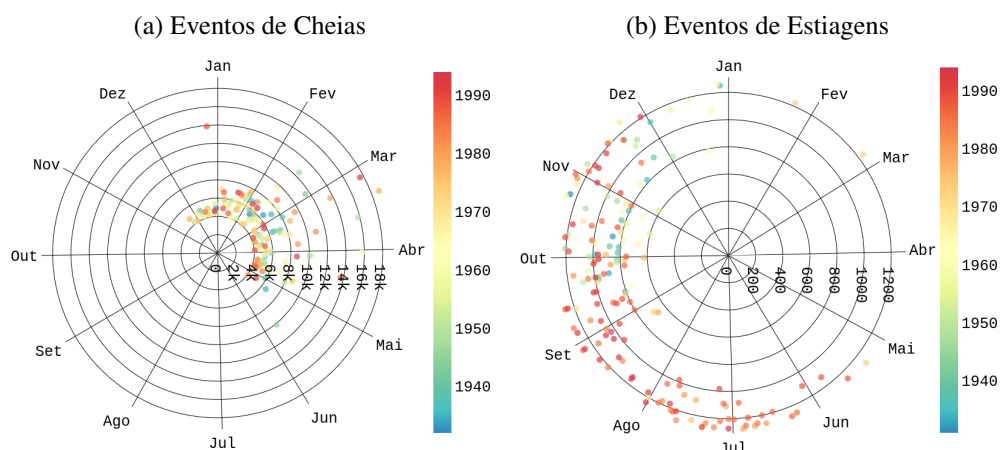 (a) Eventos de Cheias
Jan
Fev
Mar
Abr
Mai
Jun
Jul
Ago
Set
Out
Nov
Dez
0
2k
4k
6k
8k
10k
12k
14k
16k
18k
1990
1980
1970
1960
1950
1940
(b) Eventos de Estiagens
Jan
Fev
Mar
Abr
Mai
Jun
Jul
Ago
Set
Out
Nov
Dez
0
200
400
600
800
1000
1200
1990
1980
1970
1960
1950
1940